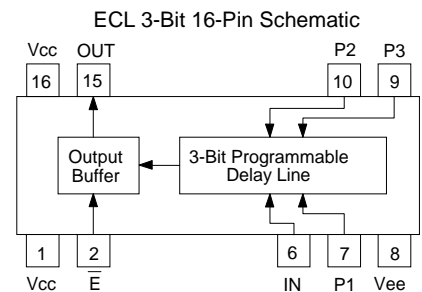 ECL 3-Bit 16-Pin Schematic
Vcc OUT P2 P3
16 15 10 9
Output Buffer
3-Bit Programmable Delay Line
1 2 6 7 8
Vcc E̅ IN P1 Vee